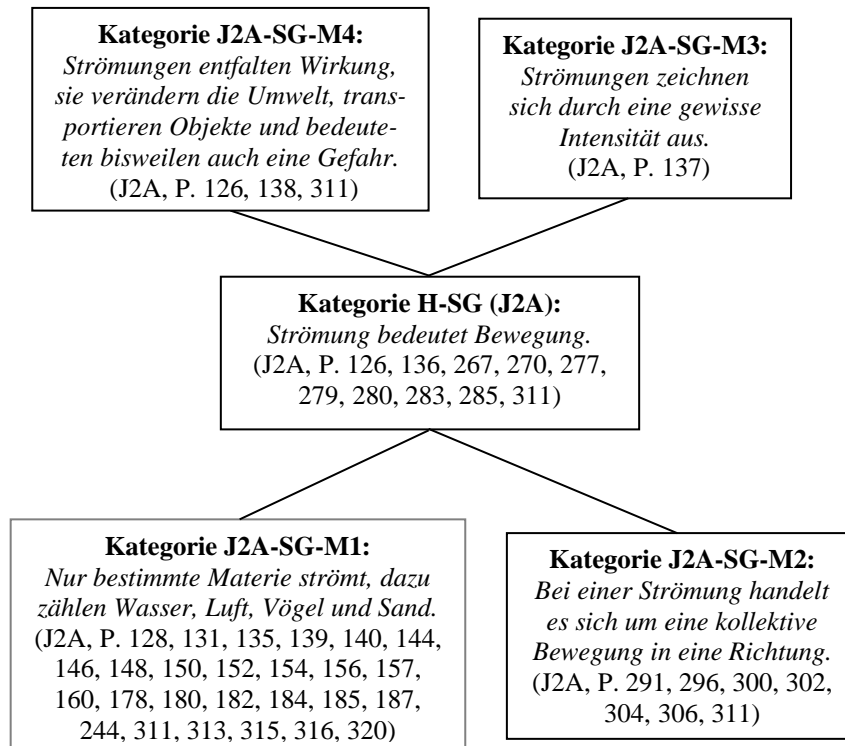 Kategorie J2A-SG-M4:
Strömungen entfalten Wirkung,
sie verändern die Umwelt, trans-
portieren Objekte und bedeute-
ten bisweilen auch eine Gefahr.
(J2A, P. 126, 138, 311)
Kategorie J2A-SG-M3:
Strömungen zeichnen
sich durch eine gewisse
Intensität aus.
(J2A, P. 137)
Kategorie H-SG (J2A):
Strömung bedeutet Bewegung.
(J2A, P. 126, 136, 267, 270, 277,
279, 280, 283, 285, 311)
Kategorie J2A-SG-M1:
Nur bestimmte Materie strömt, dazu
zählen Wasser, Luft, Vögel und Sand.
(J2A, P. 128, 131, 135, 139, 140, 144,
146, 148, 150, 152, 154, 156, 157,
160, 178, 180, 182, 184, 185, 187,
244, 311, 313, 315, 316, 320)
Kategorie J2A-SG-M2:
Bei einer Strömung handelt
es sich um eine kollektive
Bewegung in eine Richtung.
(J2A, P. 291, 296, 300, 302,
304, 306, 311)